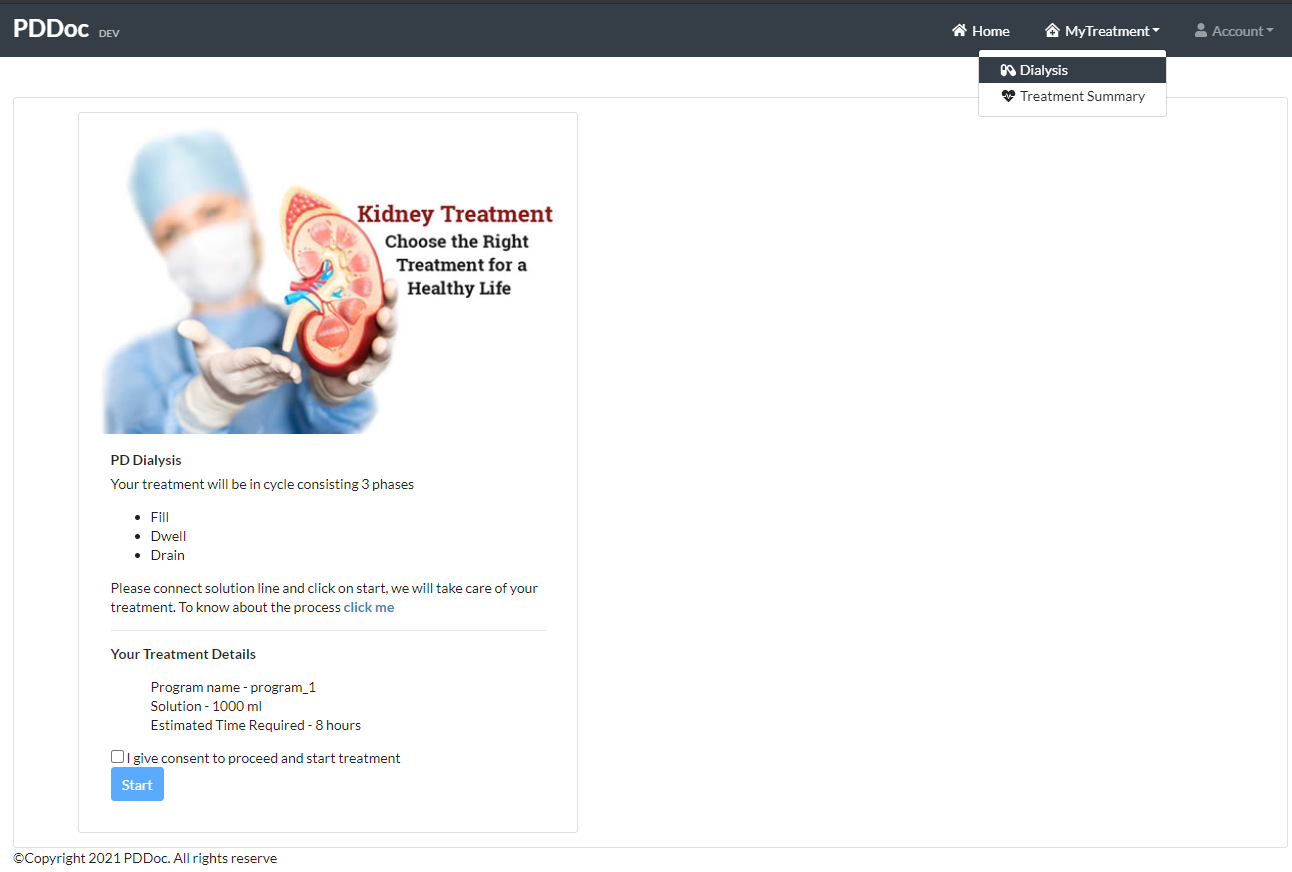 PDDoc DEV
Home MyTreatment Account
Dialysis
Treatment Summary
Kidney Treatment
Choose the Right
Treatment for a
Healthy Life
PD Dialysis
Your treatment will be in cycle consisting 3 phases
Fill
Dwell
Drain
Please connect solution line and click on start, we will take care of your
treatment. To know about the process click me
Your Treatment Details
Program name - program_1
Solution - 1000 ml
Estimated Time Required - 8 hours
I give consent to proceed and start treatment
Start
©Copyright 2021 PDDoc. All rights reserve